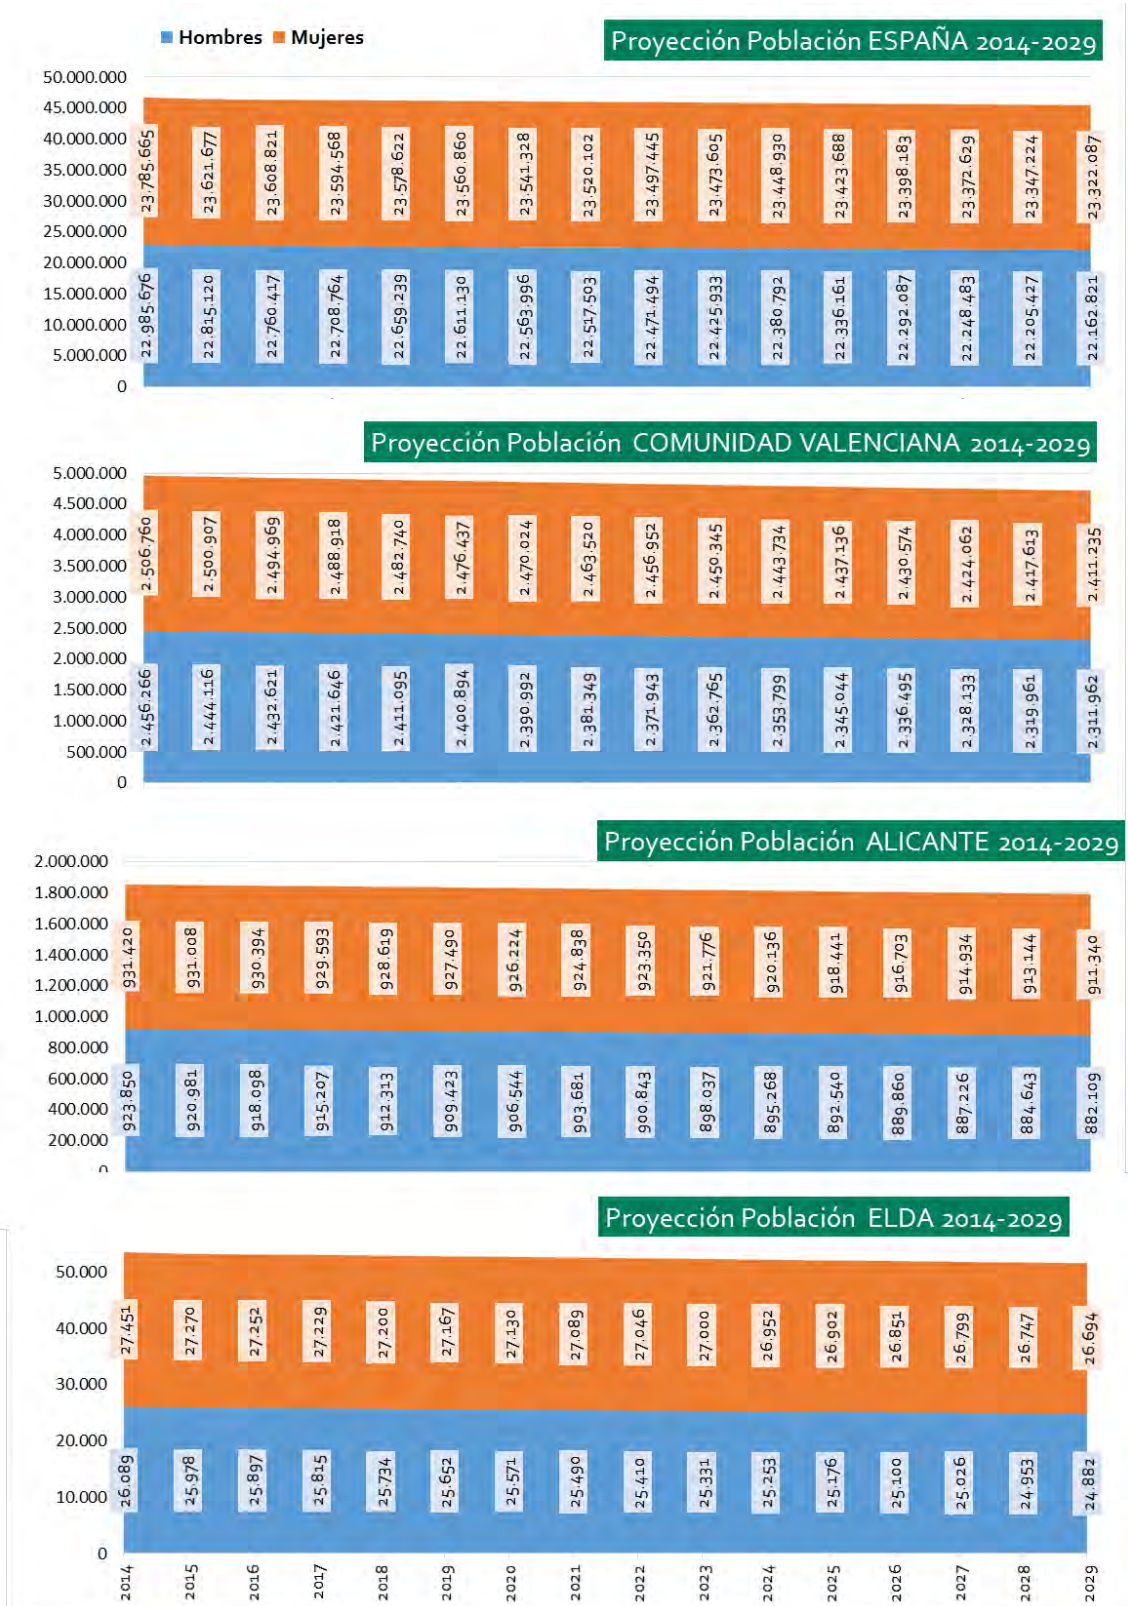 Hombres Mujeres
Proyección Población ESPAÑA 2014-2029
50.000.000
45.000.000
40.000.000
35.000.000
30.000.000
25.000.000
20.000.000
15.000.000
10.000.000
5.000.000
0
23.785.665 23.621.677 23.608.821 23.594.568 23.578.622 23.560.860 23.541.328 23.520.102 23.497.445 23.473.605 23.448.930 23.423.688 23.398.183 23.372.629 23.347.224 23.322.087
22.985.676 22.815.120 22.760.417 22.708.764 22.659.239 22.611.130 22.563.996 22.517.503 22.471.494 22.425.933 22.380.792 22.336.161 22.292.087 22.248.483 22.205.427 22.162.821
Proyección Población COMUNIDAD VALENCIANA 2014-2029
5.000.000
4.500.000
4.000.000
3.500.000
3.000.000
2.500.000
2.000.000
1.500.000
1.000.000
500.000
0
2.506.760 2.500.907 2.494.969 2.488.918 2.482.740 2.476.437 2.470.024 2.463.520 2.456.952 2.450.345 2.443.734 2.437.136 2.430.574 2.424.062 2.417.613 2.411.235
2.456.266 2.444.116 2.432.621 2.421.646 2.411.095 2.400.894 2.390.992 2.381.349 2.371.943 2.362.765 2.353.799 2.345.044 2.336.495 2.328.133 2.319.961 2.311.962
Proyección Población ALICANTE 2014-2029
2.000.000
1.800.000
1.600.000
1.400.000
1.200.000
1.000.000
800.000
600.000
400.000
200.000
0
931.420 931.008 930.394 929.593 928.619 927.490 926.224 924.838 923.350 921.776 920.136 918.441 916.703 914.934 913.144 911.340
923.850 920.981 918.098 915.207 912.313 909.423 906.544 903.681 900.843 898.037 895.268 892.540 889.860 887.226 884.643 882.109
Proyección Población ELDA 2014-2029
50.000
40.000
30.000
20.000
10.000
0
27.451 27.270 27.252 27.229 27.200 27.167 27.130 27.089 27.046 27.000 26.952 26.902 26.851 26.799 26.747 26.694
26.089 25.978 25.897 25.815 25.734 25.652 25.571 25.490 25.410 25.331 25.253 25.176 25.100 25.026 24.953 24.882
2014 2015 2016 2017 2018 2019 2020 2021 2022 2023 2024 2025 2026 2027 2028 2029